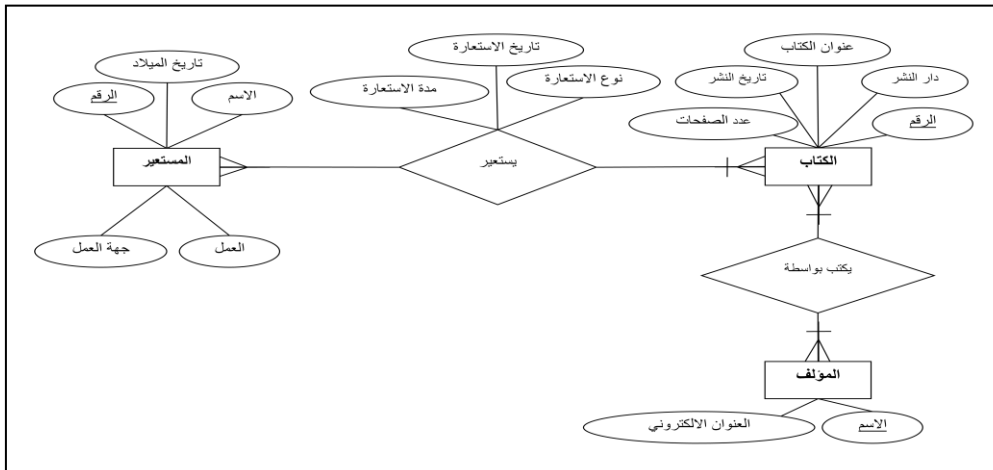 عنوان الكتاب
تاريخ الاستعارة
تاريخ الميلاد
دار النشر
تاريخ النشر
نوع الاستعارة
مدة الاستعارة
الاسم
الرقم
الرقم
عدد الصفحات
الكتاب
يستعير
المستعير
العمل
جهة العمل
يكتب بواسطة
المؤلف
الاسم
العنوان الالكتروني